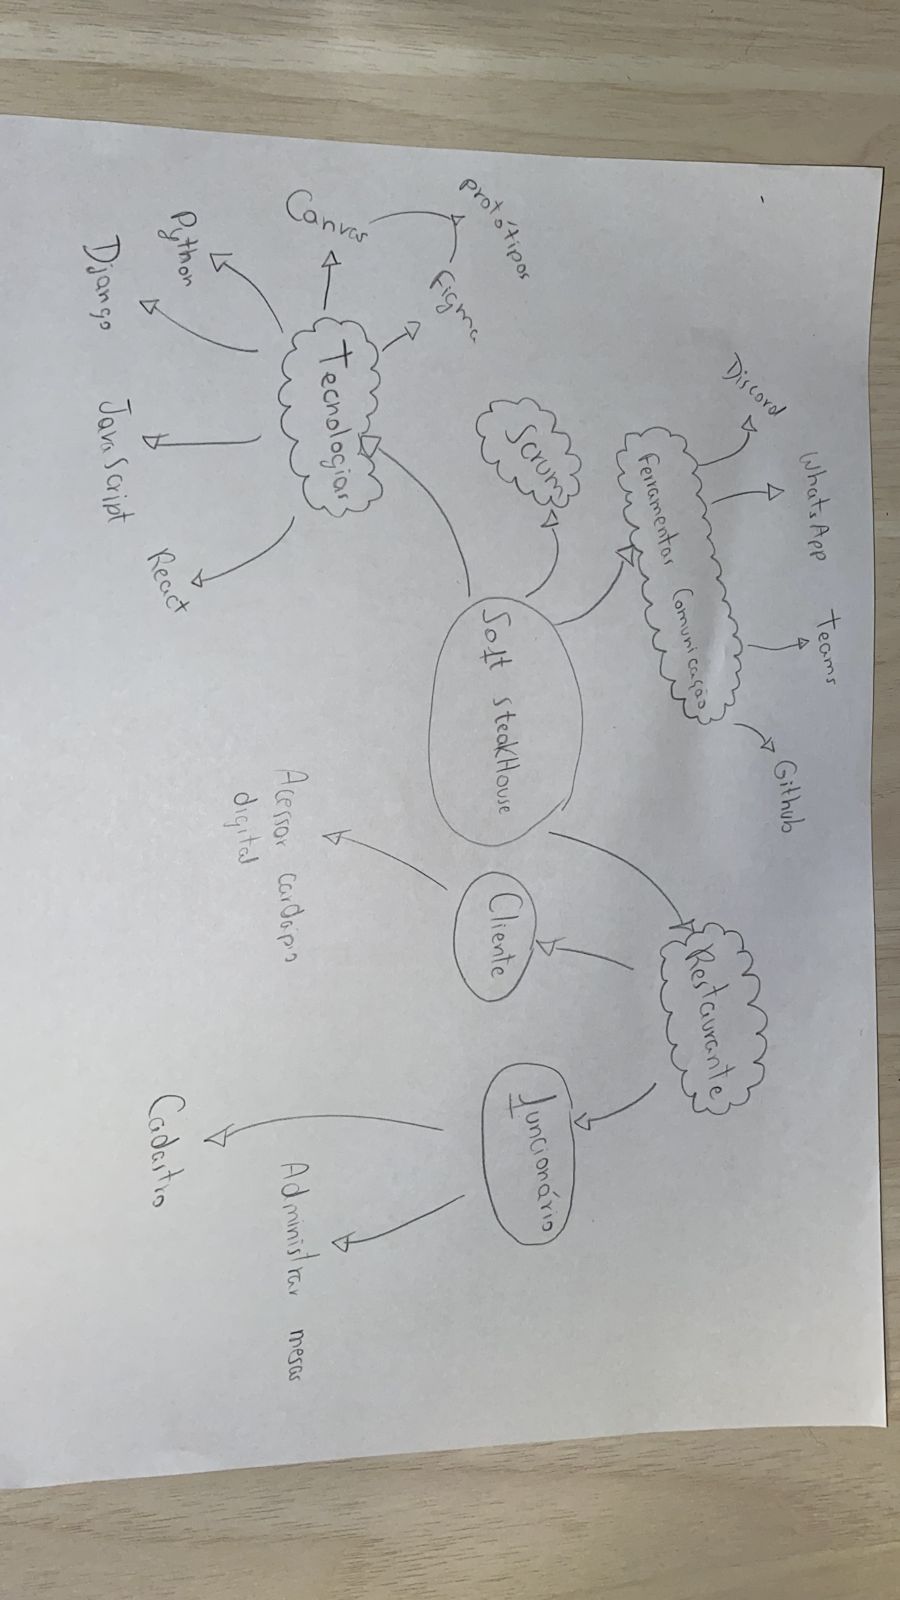 Discord
WhatsApp
teams
Github
ferramentas comunicação
protótipos
figma
Canvas
Scrum
Restaurante
Tecnologias
Soft steakHouse
Cliente
funcionário
Python
Django
JavaScript
React
Acessar cardápio
digital
Administrar mesas
Cadastro